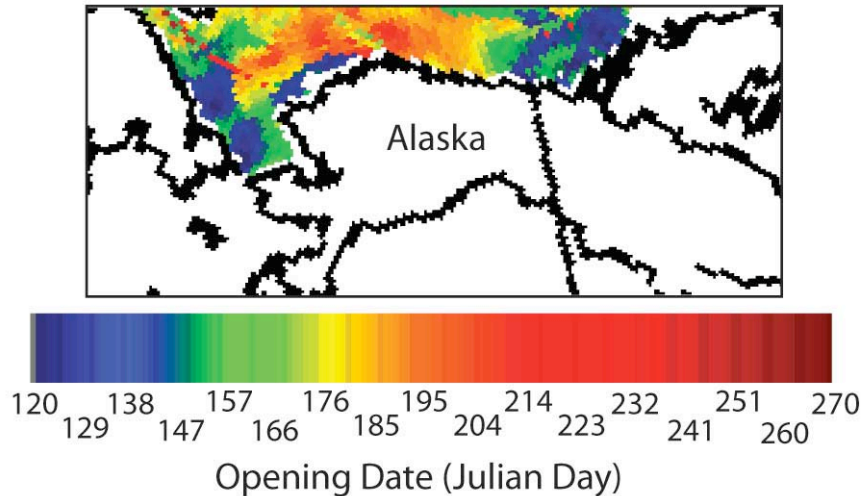 Alaska
120 138 157 176 195 214 232 251 270
129 147 166 185 204 223 241 260
Opening Date (Julian Day)